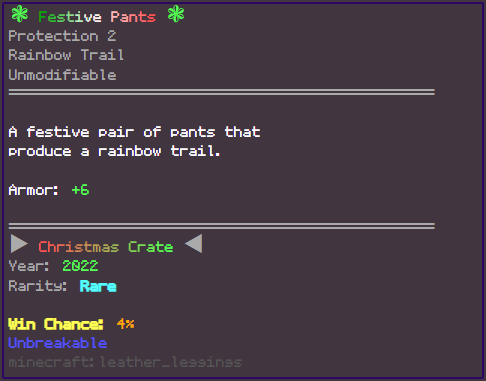 ❃ Festive Pants ❃
Protection 2
Rainbow Trail
Unmodifiable
A festive pair of pants that
produce a rainbow trail.
Armor: +6
▶ Christmas Crate ◀
Year: 2022
Rarity: Rare
Win Chance: 4%
Unbreakable
minecraft:leather_leggings